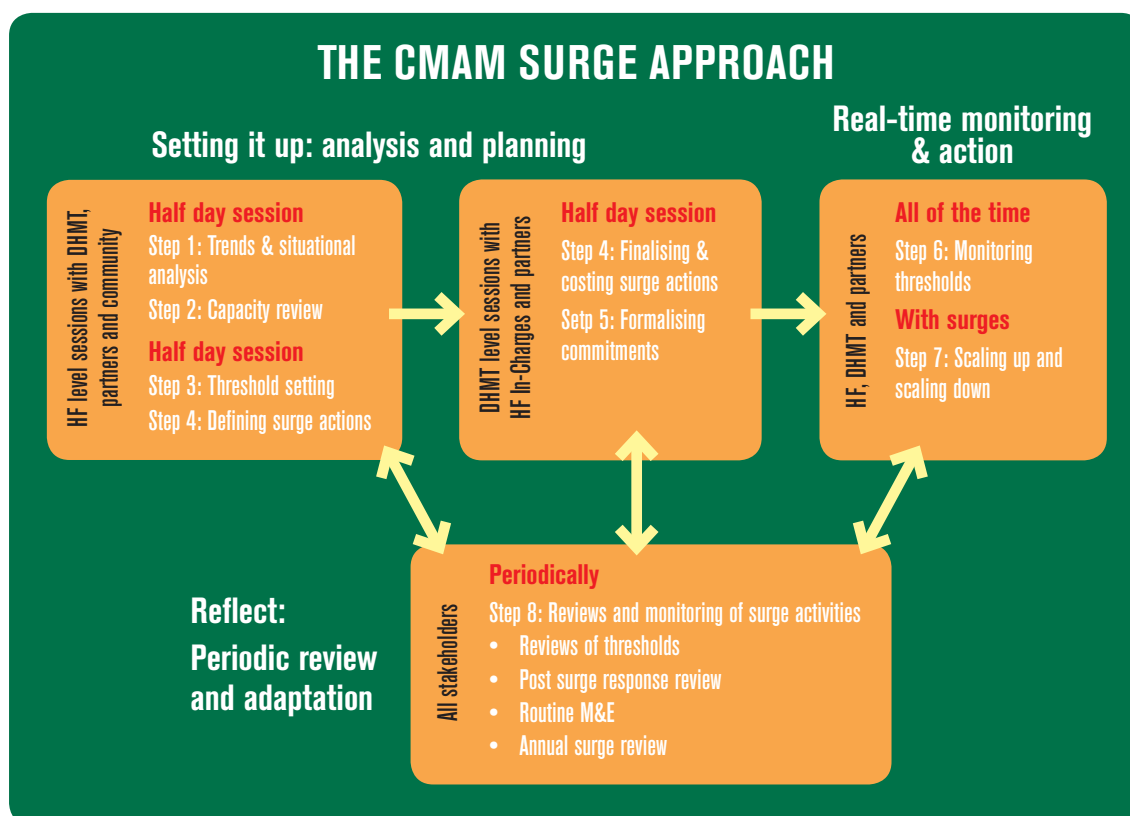 THE CMAM SURGE APPROACH
Setting it up: analysis and planning
Real-time monitoring
& action
HF level sessions with DHMT,
partners and community
Half day session
Step 1: Trends & situational
analysis
Step 2: Capacity review
Half day session
Step 3: Threshold setting
Step 4: Defining surge actions
DHMT level sessions with
HF In-Charges and partners
Half day session
Step 4: Finalising &
costing surge actions
Setp 5: Formalising
commitments
HF, DHMT and partners
All of the time
Step 6: Monitoring
thresholds
With surges
Step 7: Scaling up and
scaling down
Reflect:
Periodic review
and adaptation
All stakeholders
Periodically
Step 8: Reviews and monitoring of surge activities
• Reviews of thresholds
• Post surge response review
• Routine M&E
• Annual surge review